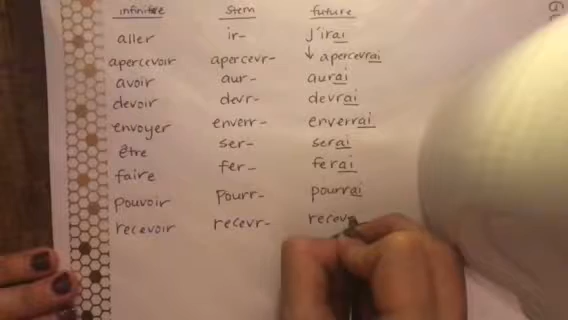 infinitive stem future
aller ir- j'irai
apercevoir apercevr- ↓ apercevrai
avoir aur- aurai
devoir devr- devrai
envoyer enverr- enverrai
être ser- serai
faire fer- ferai
pouvoir pourr- pourrai
recevoir recevr- recev